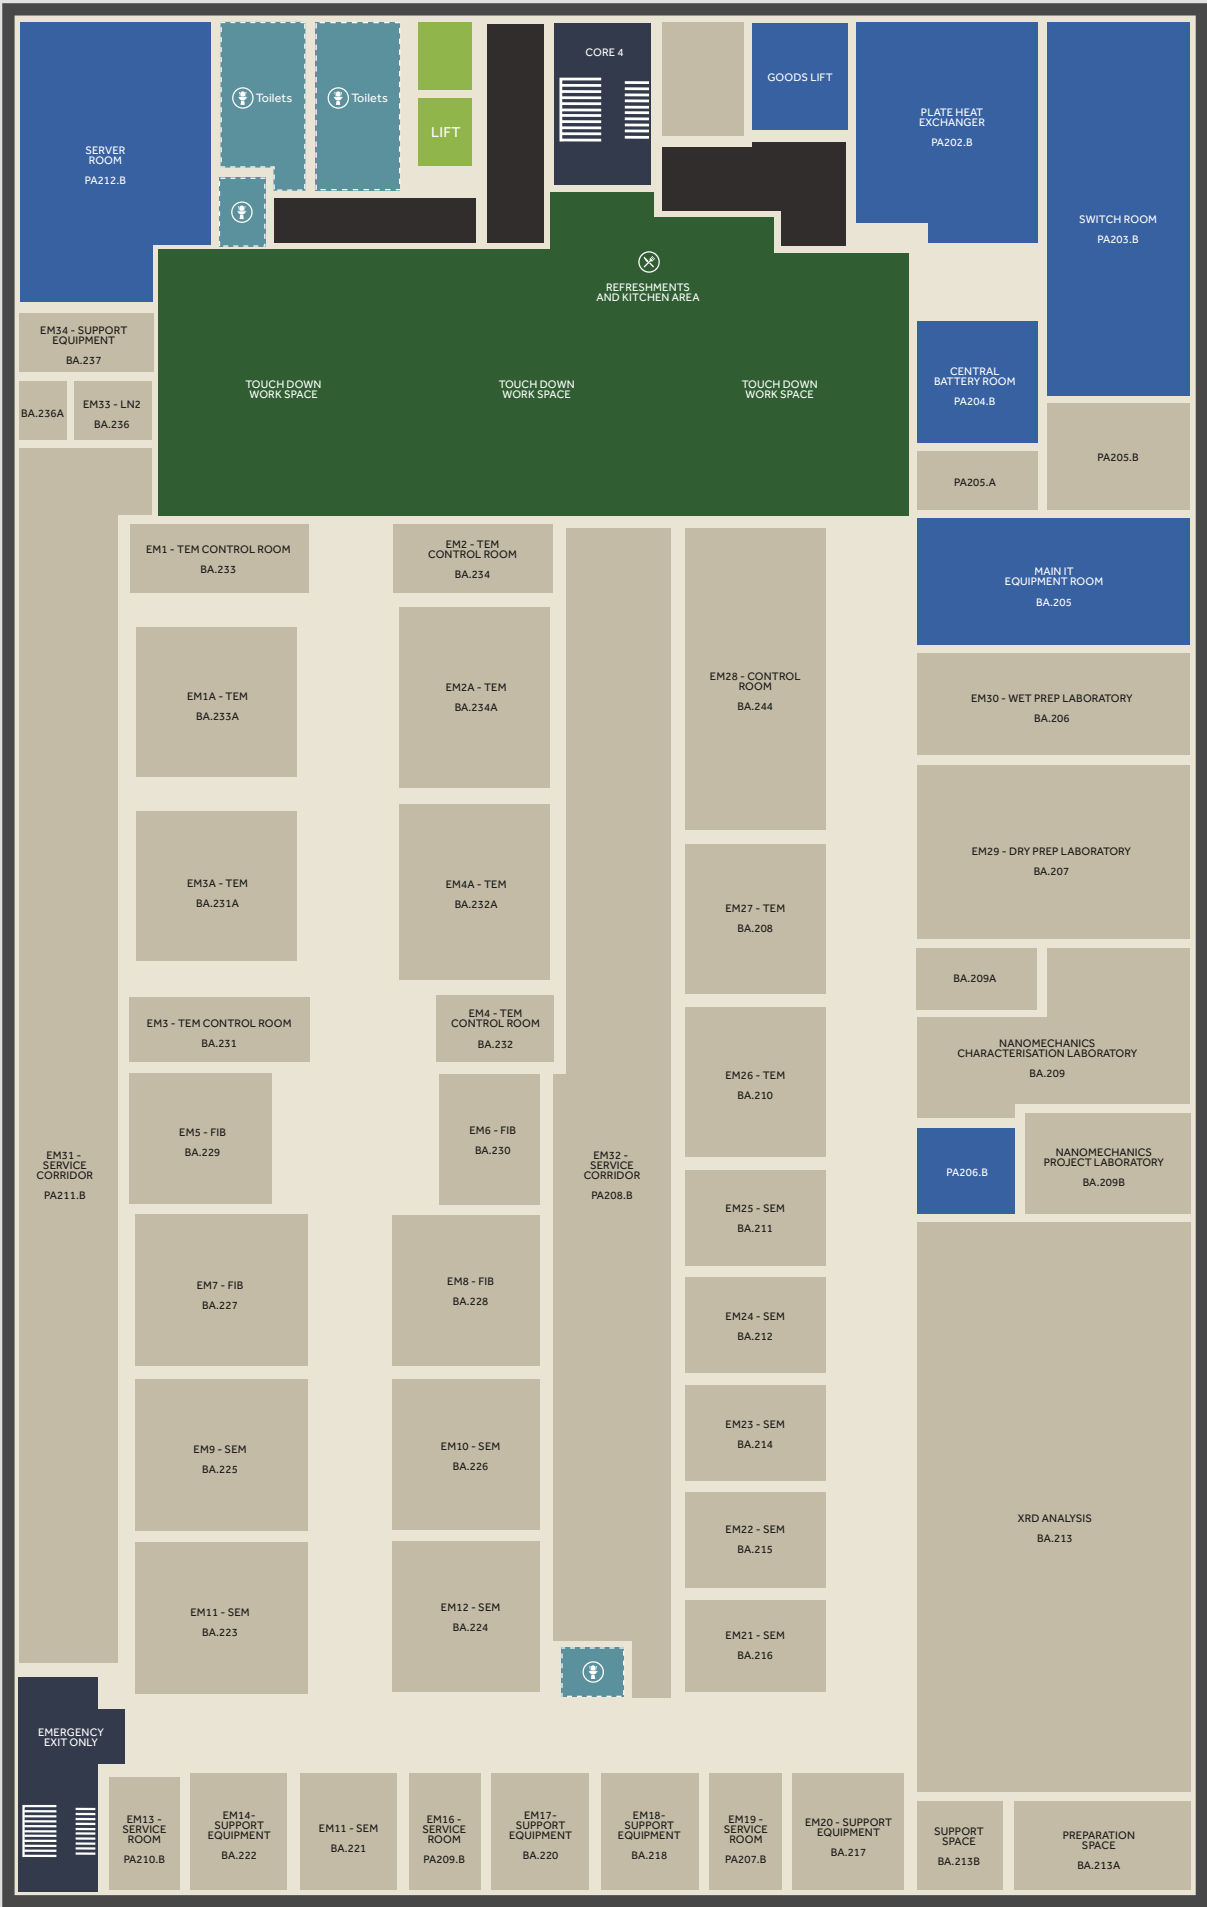 CORE 4
GOODS LIFT
Toilets
Toilets
LIFT
PLATE HEAT
EXCHANGER
PA202.B
SERVER
ROOM
PA212.B
SWITCH ROOM
PA203.B
REFRESHMENTS
AND KITCHEN AREA
EM34 - SUPPORT
EQUIPMENT
BA.237
TOUCH DOWN
WORK SPACE
TOUCH DOWN
WORK SPACE
TOUCH DOWN
WORK SPACE
CENTRAL
BATTERY ROOM
PA204.B
BA.236A
EM33 - LN2
BA.236
PA205.B
PA205.A
EM1 - TEM CONTROL ROOM
BA.233
EM2 - TEM
CONTROL ROOM
BA.234
MAIN IT
EQUIPMENT ROOM
BA.205
EM1A - TEM
BA.233A
EM2A - TEM
BA.234A
EM28 - CONTROL
ROOM
BA.244
EM30 - WET PREP LABORATORY
BA.206
EM29 - DRY PREP LABORATORY
BA.207
EM3A - TEM
BA.231A
EM4A - TEM
BA.232A
EM27 - TEM
BA.208
BA.209A
EM3 - TEM CONTROL ROOM
BA.231
EM4 - TEM
CONTROL ROOM
BA.232
NANOMECHANICS
CHARACTERISATION LABORATORY
BA.209
EM26 - TEM
BA.210
EM5 - FIB
BA.229
EM6 - FIB
BA.230
EM31 -
SERVICE
CORRIDOR
PA211.B
EM32 -
SERVICE
CORRIDOR
PA208.B
PA206.B
NANOMECHANICS
PROJECT LABORATORY
BA.209B
EM25 - SEM
BA.211
EM7 - FIB
BA.227
EM8 - FIB
BA.228
EM24 - SEM
BA.212
EM23 - SEM
BA.214
EM9 - SEM
BA.225
EM10 - SEM
BA.226
XRD ANALYSIS
BA.213
EM22 - SEM
BA.215
EM11 - SEM
BA.223
EM12 - SEM
BA.224
EM21 - SEM
BA.216
EMERGENCY
EXIT ONLY
EM13 -
SERVICE
ROOM
PA210.B
EM14-
SUPPORT
EQUIPMENT
BA.222
EM11 - SEM
BA.221
EM16 -
SERVICE
ROOM
PA209.B
EM17-
SUPPORT
EQUIPMENT
BA.220
EM18-
SUPPORT
EQUIPMENT
BA.218
EM19 -
SERVICE
ROOM
PA207.B
EM20 - SUPPORT
EQUIPMENT
BA.217
SUPPORT
SPACE
BA.213B
PREPARATION
SPACE
BA.213A